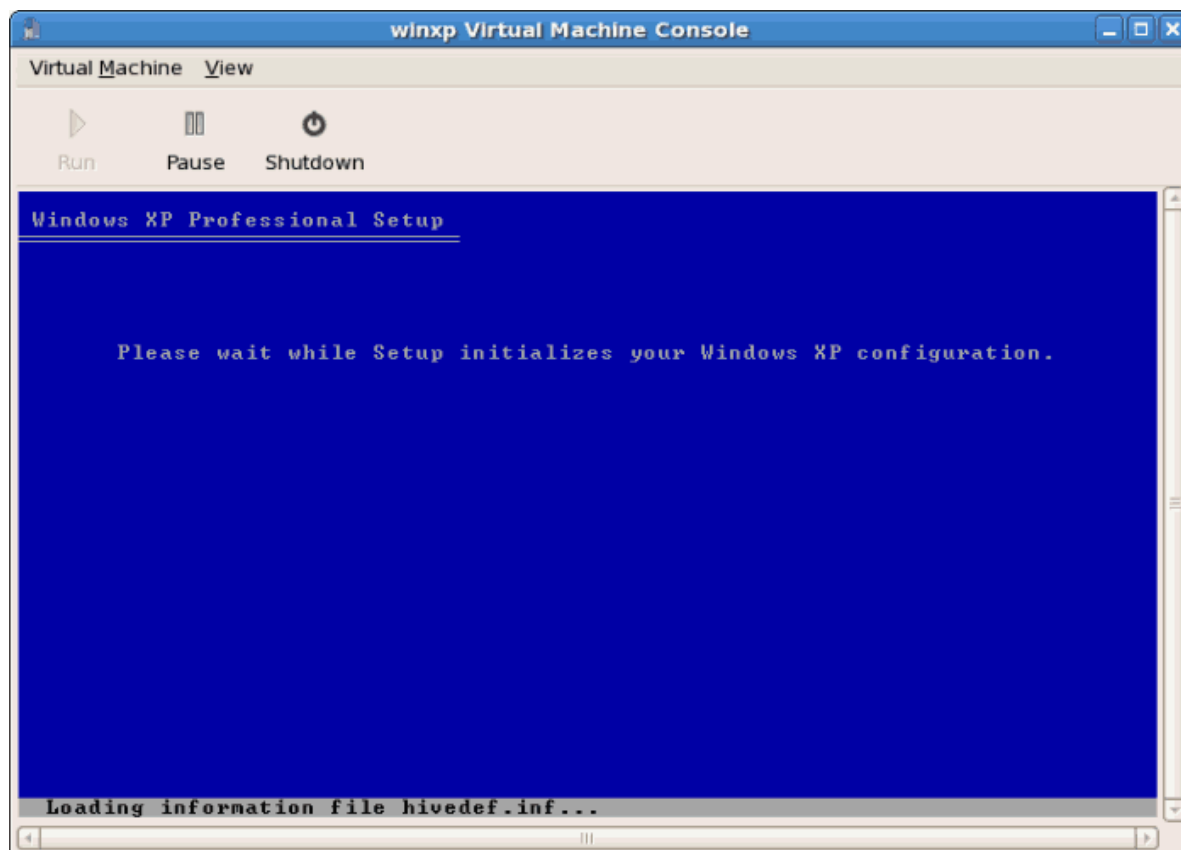 winxp Virtual Machine Console
Virtual Machine View
Run Pause Shutdown
Windows XP Professional Setup
Please wait while Setup initializes your Windows XP configuration.
Loading information file hivedef.inf...